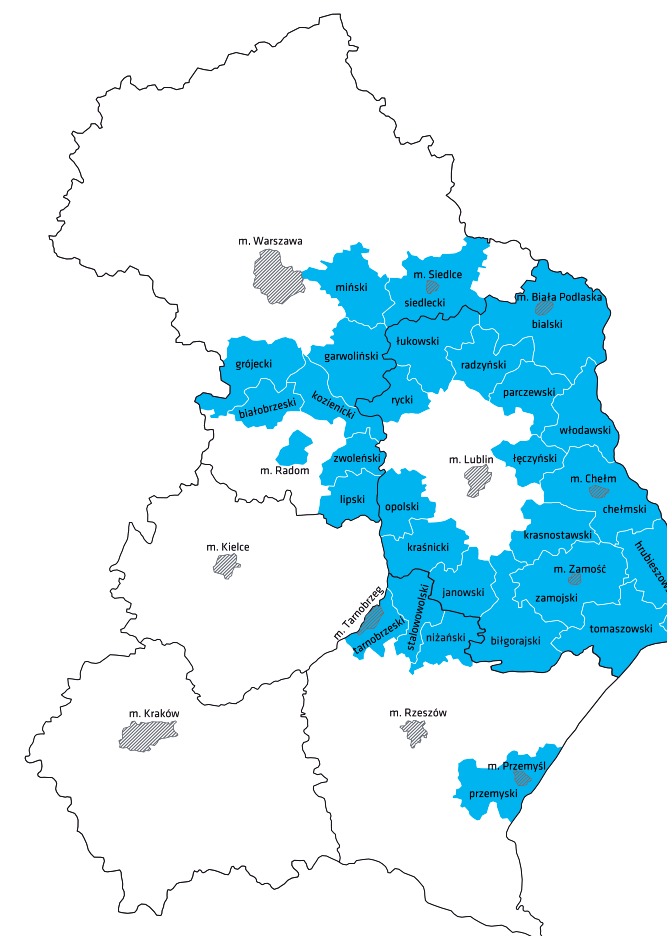 m. Warszawa
m. Siedlce
miński
siedlecki
m. Biała Podlaska
bialski
łukowski
garwoliński
grójecki
radzyński
parczewski
rycki
kozienicki
białobrzeski
włodawski
zwoleński
m. Lublin
łęczyński
m. Radom
m. Chełm
lipski
opolski
chełmski
krasnostawski
m. Kielce
kraśnicki
hrubieszow
m. Zamość
janowski
zamojski
m. Tarnobrzeg
stalowowolski
tarnobrzeski
niżański
biłgorajski
tomaszowski
m. Kraków
m. Rzeszów
m. Przemyśl
przemyski